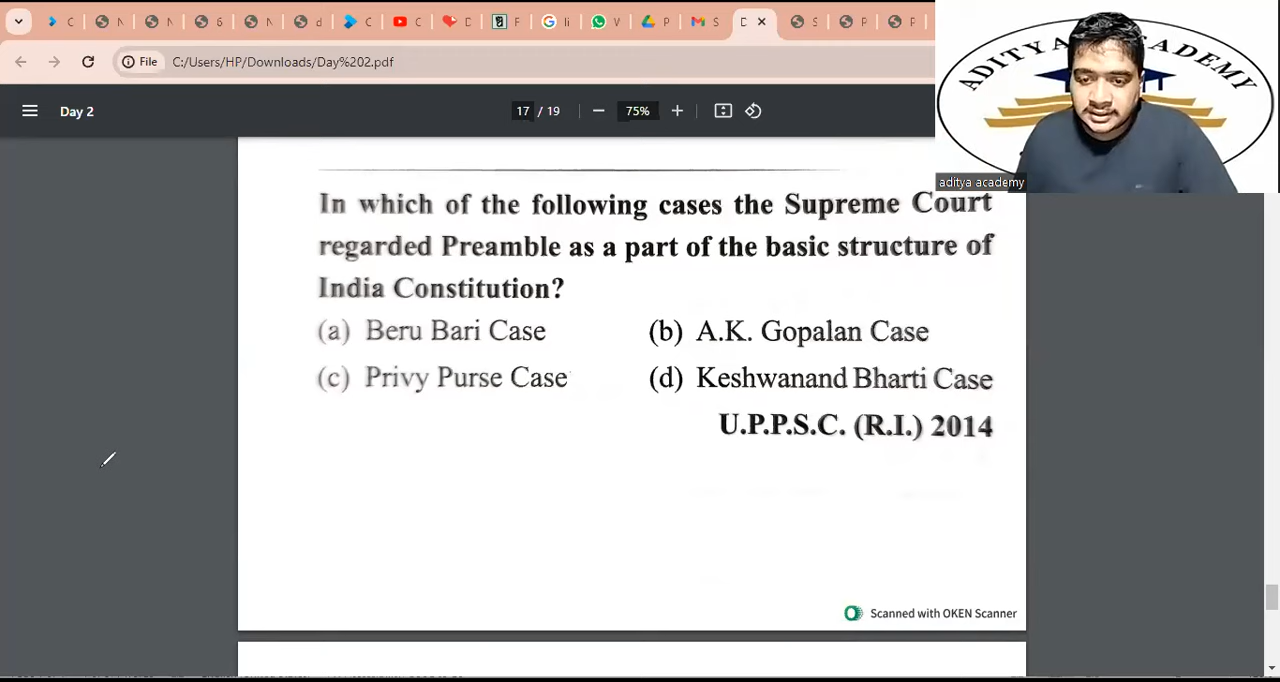 C N N 6 N d C C D F li V P S D S P P
File C:/Users/HP/Downloads/Day%202.pdf
Day 2 17 / 19 75%
ADITYA ACADEMY
aditya academy
In which of the following cases the Supreme Court
regarded Preamble as a part of the basic structure of
India Constitution?
(a) Beru Bari Case (b) A.K. Gopalan Case
(c) Privy Purse Case (d) Keshwanand Bharti Case
U.P.P.S.C. (R.I.) 2014
Scanned with OKEN Scanner